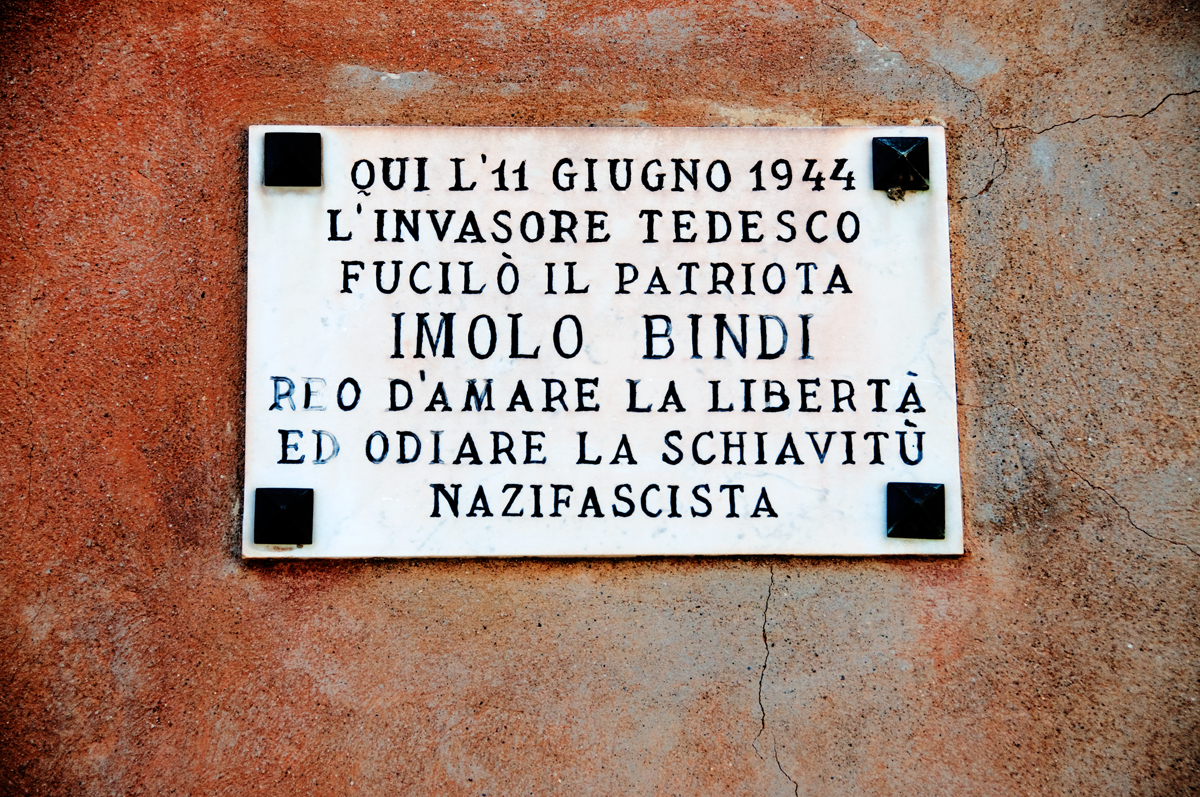 QUI L'11 GIUGNO 1944
L'INVASORE TEDESCO
FUCILÒ IL PATRIOTA
IMOLO BINDI
REO D'AMARE LA LIBERTÀ
ED ODIARE LA SCHIAVITÙ
NAZIFASCISTA